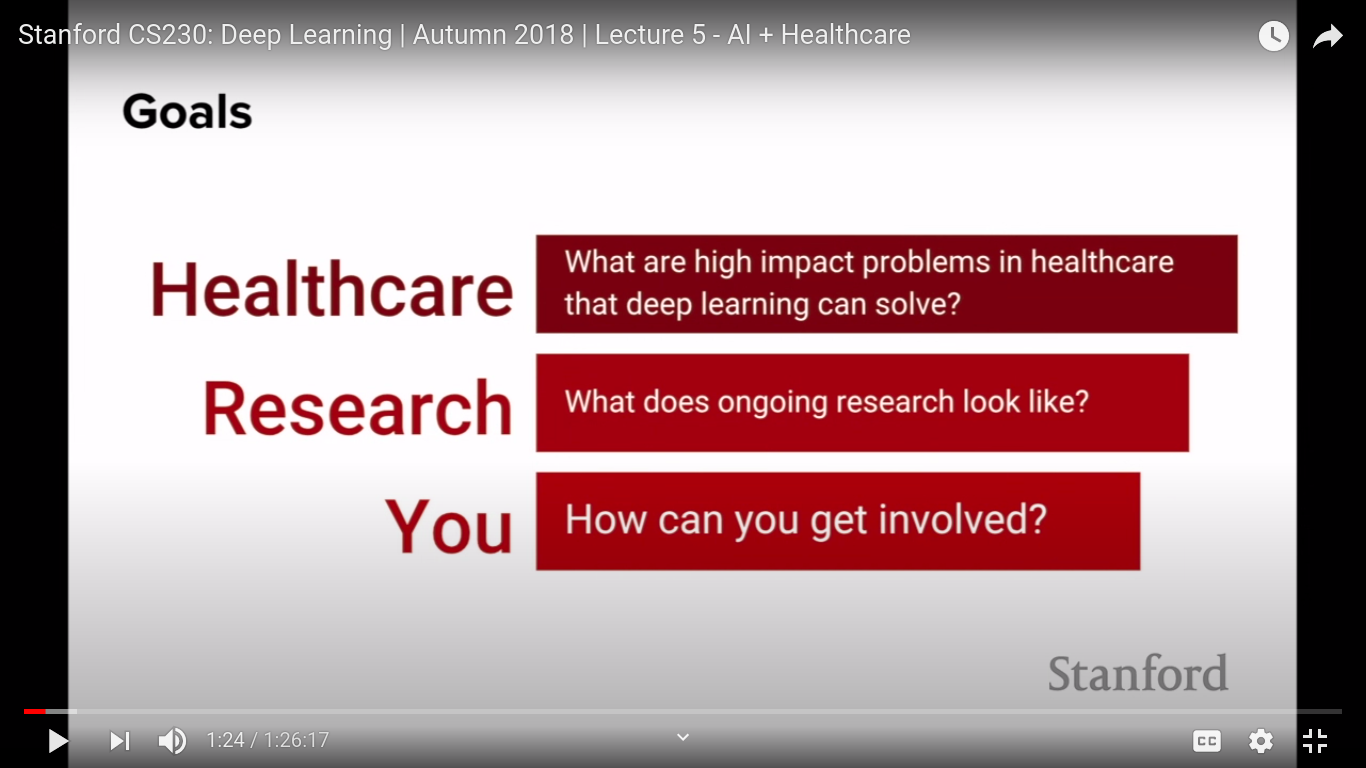 Stanford CS230: Deep Learning | Autumn 2018 | Lecture 5 - AI + Healthcare
Goals
Healthcare
What are high impact problems in healthcare
that deep learning can solve?
Research
What does ongoing research look like?
You
How can you get involved?
Stanford
1:24 / 1:26:17
CC